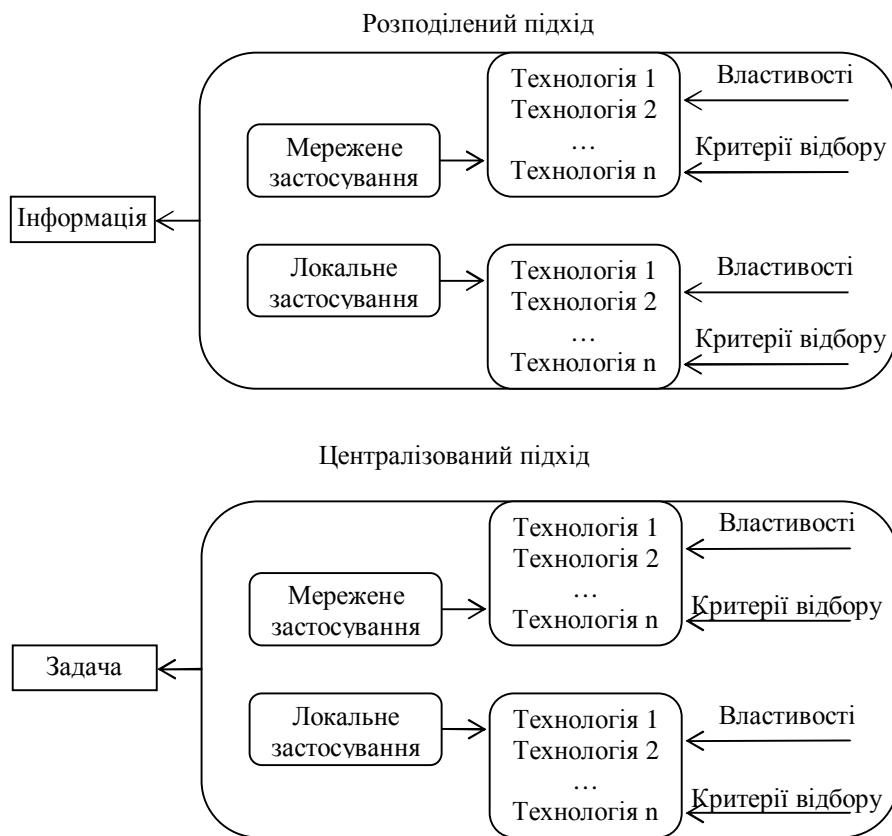 Розподілений підхід
Технологія 1
Технологія 2
…
Технологія n
Властивості
Критерії відбору
Мережене
застосування
Інформація
Локальне
застосування
Технологія 1
Технологія 2
…
Технологія n
Властивості
Критерії відбору
Централізований підхід
Технологія 1
Технологія 2
…
Технологія n
Властивості
Критерії відбору
Мережене
застосування
Задача
Локальне
застосування
Технологія 1
Технологія 2
…
Технологія n
Властивості
Критерії відбору